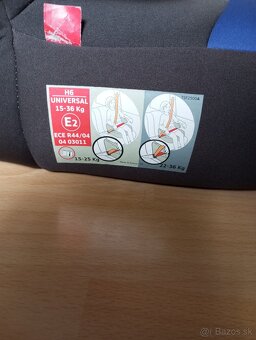 H6
UNIVERSAL
15-36 Kg
E2
ECE R44/04
04 03011
15-25 Kg
22-36 Kg
© Bazos.sk